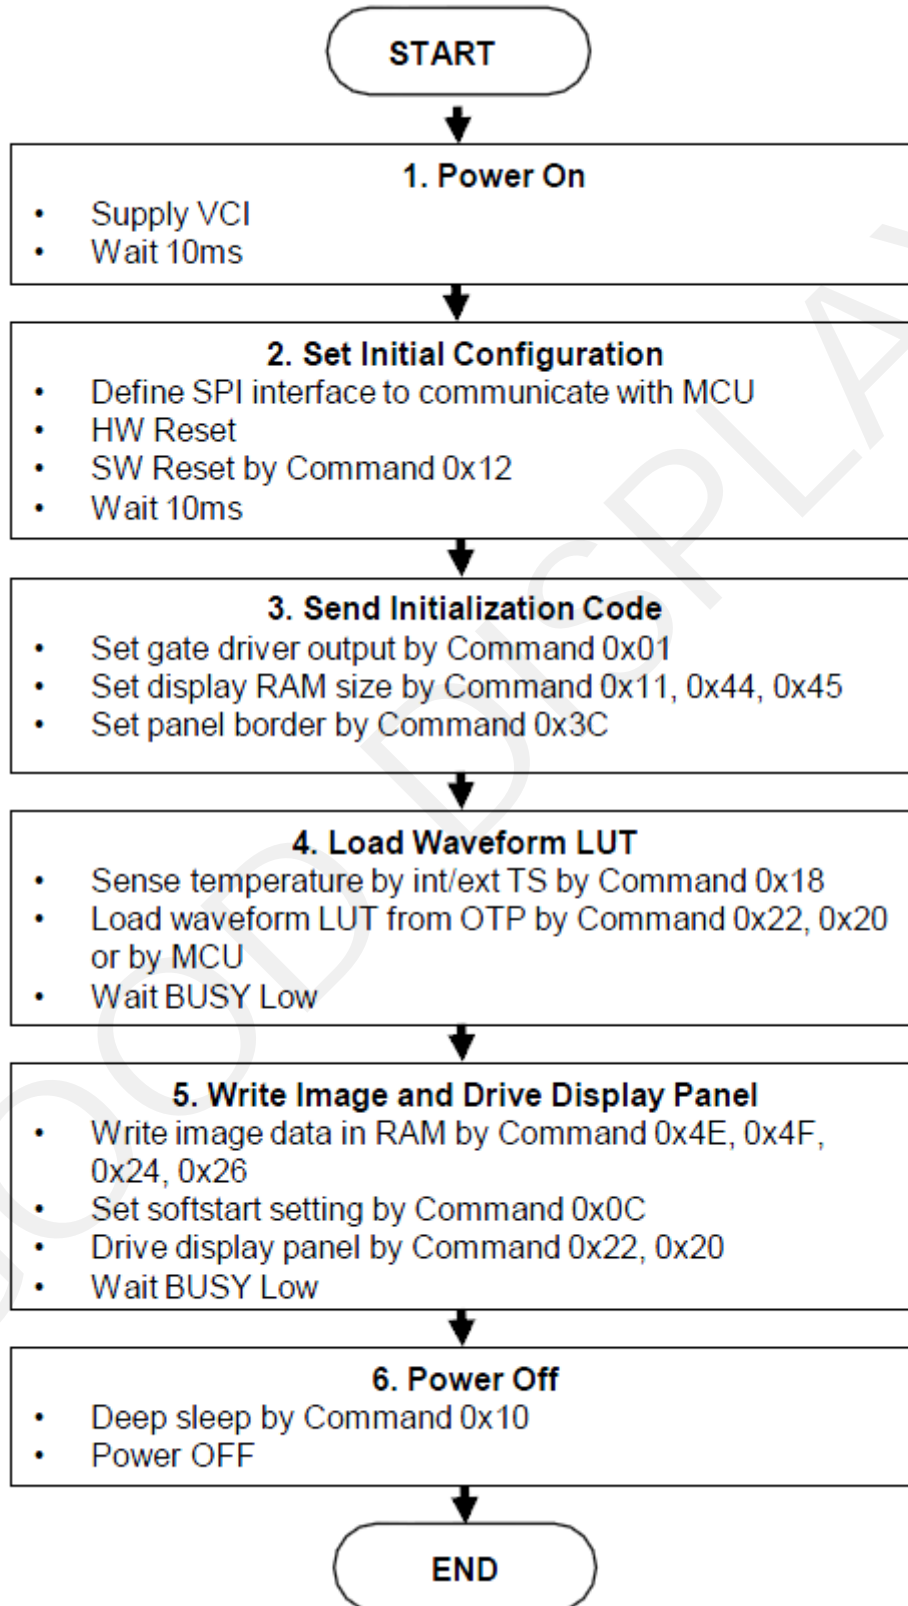 START
1. Power On
• Supply VCI
• Wait 10ms
2. Set Initial Configuration
• Define SPI interface to communicate with MCU
• HW Reset
• SW Reset by Command 0x12
• Wait 10ms
3. Send Initialization Code
• Set gate driver output by Command 0x01
• Set display RAM size by Command 0x11, 0x44, 0x45
• Set panel border by Command 0x3C
4. Load Waveform LUT
• Sense temperature by int/ext TS by Command 0x18
• Load waveform LUT from OTP by Command 0x22, 0x20
or by MCU
• Wait BUSY Low
5. Write Image and Drive Display Panel
• Write image data in RAM by Command 0x4E, 0x4F,
0x24, 0x26
• Set softstart setting by Command 0x0C
• Drive display panel by Command 0x22, 0x20
• Wait BUSY Low
6. Power Off
• Deep sleep by Command 0x10
• Power OFF
END
OOD DISPLAY